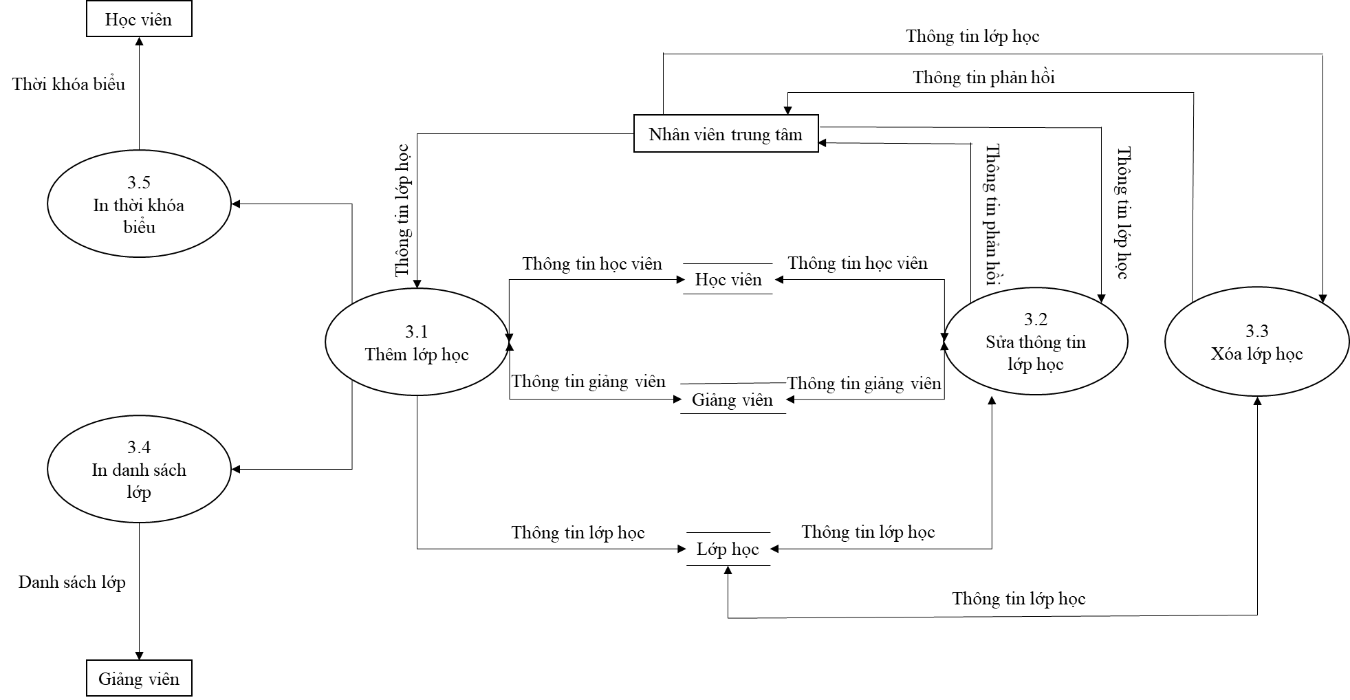 Học viên
Thông tin lớp học
Thời khóa biểu
Thông tin phản hồi
Nhân viên trung tâm
Thông tin lớp học
Thông tin phản hồi
Thông tin lớp học
3.5
In thời khóa
biểu
Thông tin học viên
Học viên
Thông tin học viên
3.1
Thêm lớp học
3.2
Sửa thông tin
lớp học
3.3
Xóa lớp học
Thông tin giảng viên
Giảng viên
Thông tin giảng viên
3.4
In danh sách
lớp
Thông tin lớp học
Lớp học
Thông tin lớp học
Danh sách lớp
Thông tin lớp học
Giảng viên